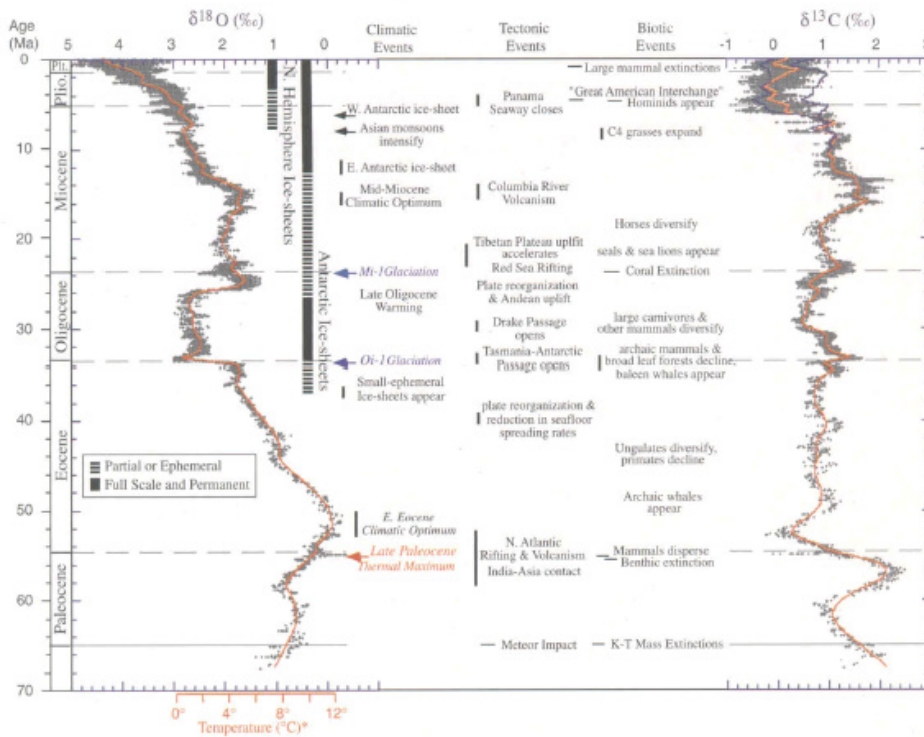 δ18O (‰)
δ13C (‰)
Age
(Ma)
5
4
3
2
1
0
Climatic
Events
Tectonic
Events
Biotic
Events
-1
0
1
2
0
10
20
30
40
50
60
70
Plt.
Plio.
Miocene
Oligocene
Eocene
Paleocene
N. Hemisphere Ice-sheets
Antarctic Ice-sheets
W. Antarctic ice-sheet
Asian monsoons
intensify
E. Antarctic ice-sheet
Mid-Miocene
Climatic Optimum
Mi-1Glaciation
Late Oligocene
Warming
Oi-1Glaciation
Small-ephemeral
Ice-sheets appear
E. Eocene
Climatic Optimum
Late Paleocene
Thermal Maximum
Panama
Seaway closes
Columbia River
Volcanism
Tibetan Plateau uplfit
accelerates
Red Sea Rifting
Plate reorganization
& Andean uplift
Drake Passage
opens
Tasmania-Antarctic
Passage opens
plate reorganization &
reduction in seafloor
spreading rates
N. Atlantic
Rifting & Volcanism
India-Asia contact
Meteor Impact
Large mammal extinctions
"Great American Interchange"
Hominids appear
C4 grasses expand
Horses diversify
seals & sea lions appear
Coral Extinction
large carnivores &
other mammals diversify
archaic mammals &
broad leaf forests decline,
baleen whales appear
Ungulates diversify,
primates decline
Archaic whales
appear
Mammals disperse
Benthic extinction
K-T Mass Extinctions
Partial or Ephemeral
Full Scale and Permanent
0°
4°
8°
12°
Temperature (°C)*